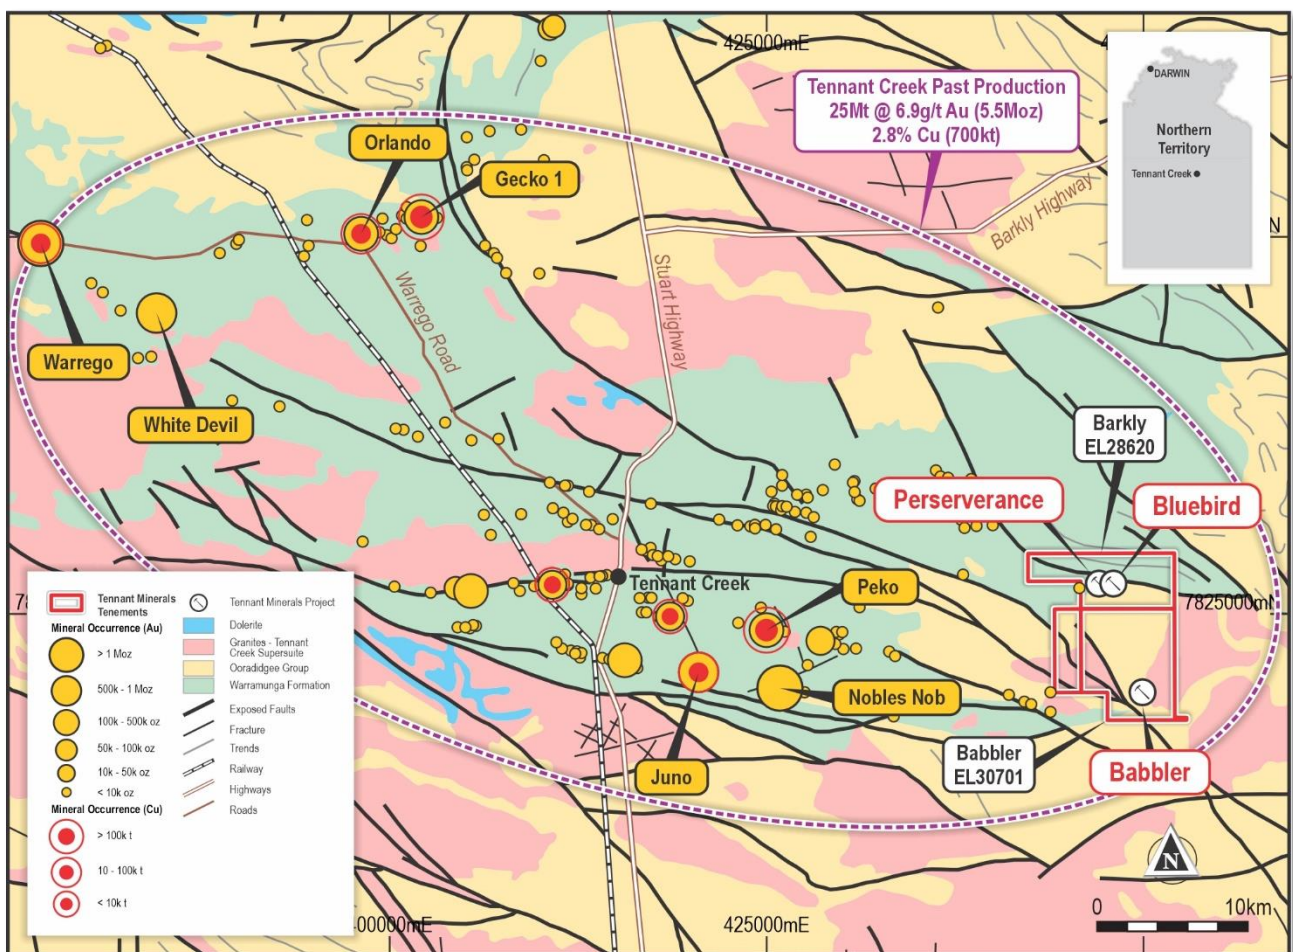 425000mE
DARWIN
Northern
Territory
Tennant Creek
Tennant Creek Past Production
25Mt @ 6.9g/t Au (5.5Moz)
2.8% Cu (700kt)
Orlando
Gecko 1
Barkly Highway
N
Stuart Highway
Warrego Road
Warrego
White Devil
Barkly
EL28620
Perserverance
Bluebird
Tennant Creek
Peko
7825000mN
Nobles Nob
Juno
Babbler
EL30701
Babbler
Tennant Minerals
Tenements
Mineral Occurrence (Au)
> 1 Moz
500k - 1 Moz
100k - 500k oz
50k - 100k oz
10k - 50k oz
< 10k oz
Mineral Occurrence (Cu)
> 100k t
10 - 100k t
< 10k t
Tennant Minerals Project
Dolerite
Granites - Tennant
Creek Supersuite
Ooradidgee Group
Warramunga Formation
Exposed Faults
Fracture
Trends
Railway
Highways
Roads
N
0 10km
00000mE
425000mE